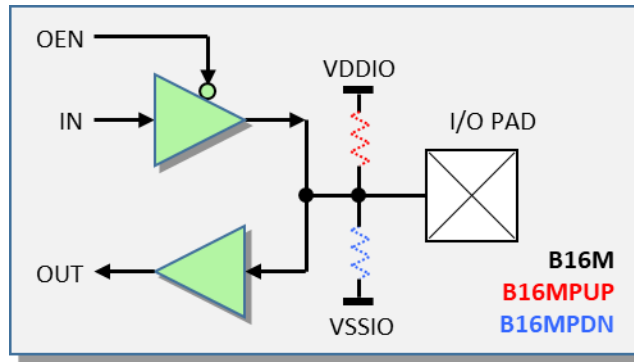 OEN
VDDIO
IN
I/O PAD
OUT
VSSIO
B16M
B16MPUP
B16MPDN